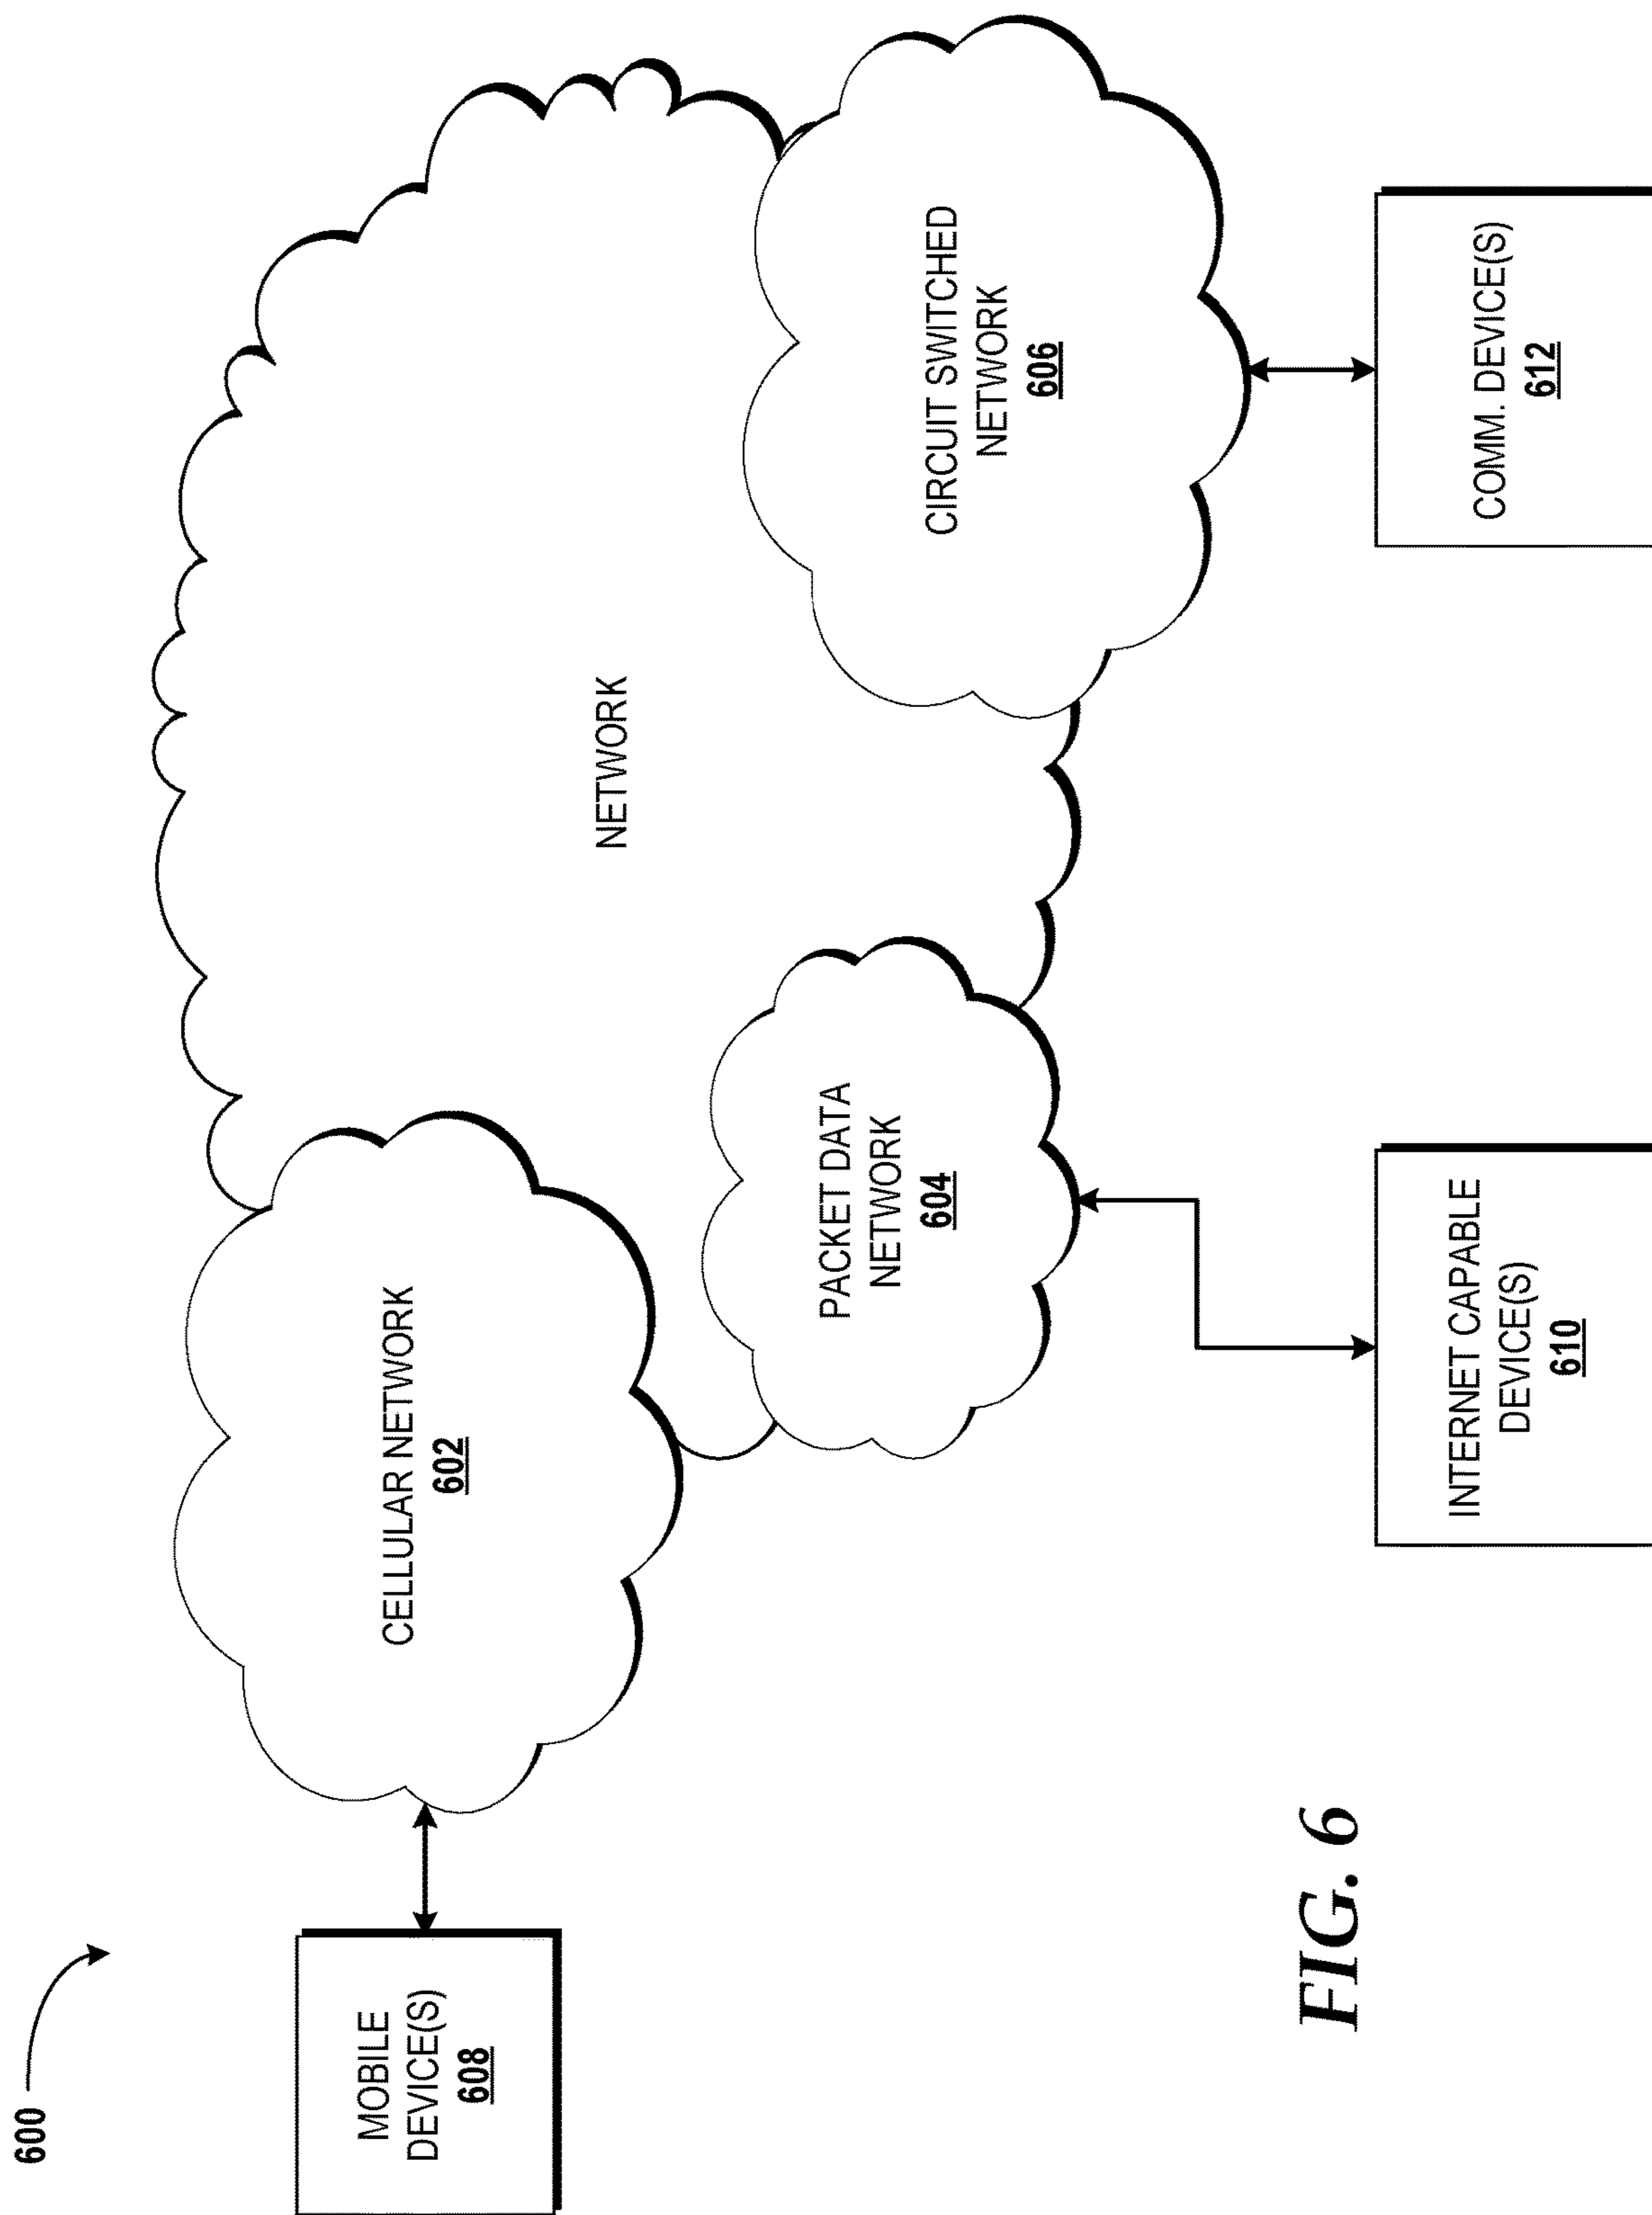 600
MOBILE
DEVICE(S)
608
CELLULAR NETWORK
602
NETWORK
PACKET DATA
NETWORK
604
CIRCUIT SWITCHED
NETWORK
606
INTERNET CAPABLE
DEVICE(S)
610
COMM. DEVICE(S)
612
FIG. 6